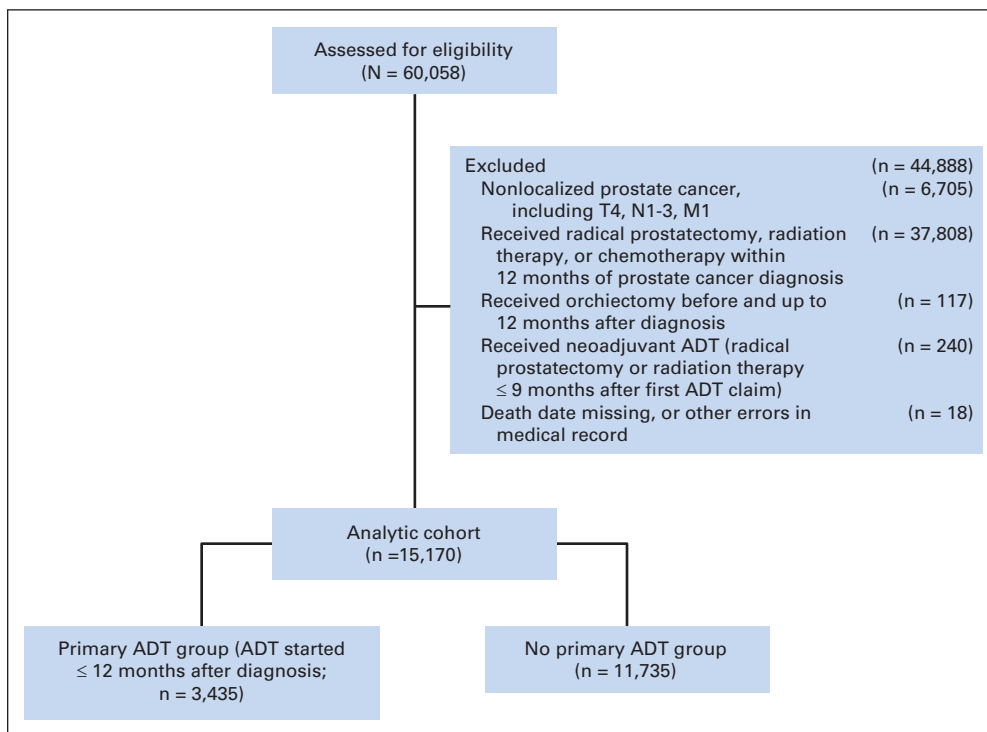 Assessed for eligibility
(N = 60,058)
Excluded (n = 44,888)
Nonlocalized prostate cancer, (n = 6,705)
including T4, N1-3, M1
Received radical prostatectomy, radiation (n = 37,808)
therapy, or chemotherapy within
12 months of prostate cancer diagnosis
Received orchiectomy before and up to (n = 117)
12 months after diagnosis
Received neoadjuvant ADT (radical (n = 240)
prostatectomy or radiation therapy
≤ 9 months after first ADT claim)
Death date missing, or other errors in (n = 18)
medical record
Analytic cohort
(n =15,170)
Primary ADT group (ADT started
≤ 12 months after diagnosis;
n = 3,435)
No primary ADT group
(n = 11,735)